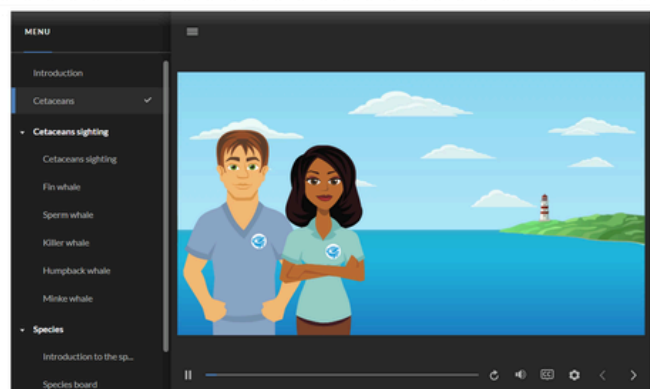 MENU
Introduction
Cetaceans
Cetaceans sighting
Cetaceans sighting
Fin whale
Sperm whale
Killer whale
Humpback whale
Minke whale
Species
Introduction to the sp...
Species board
CC